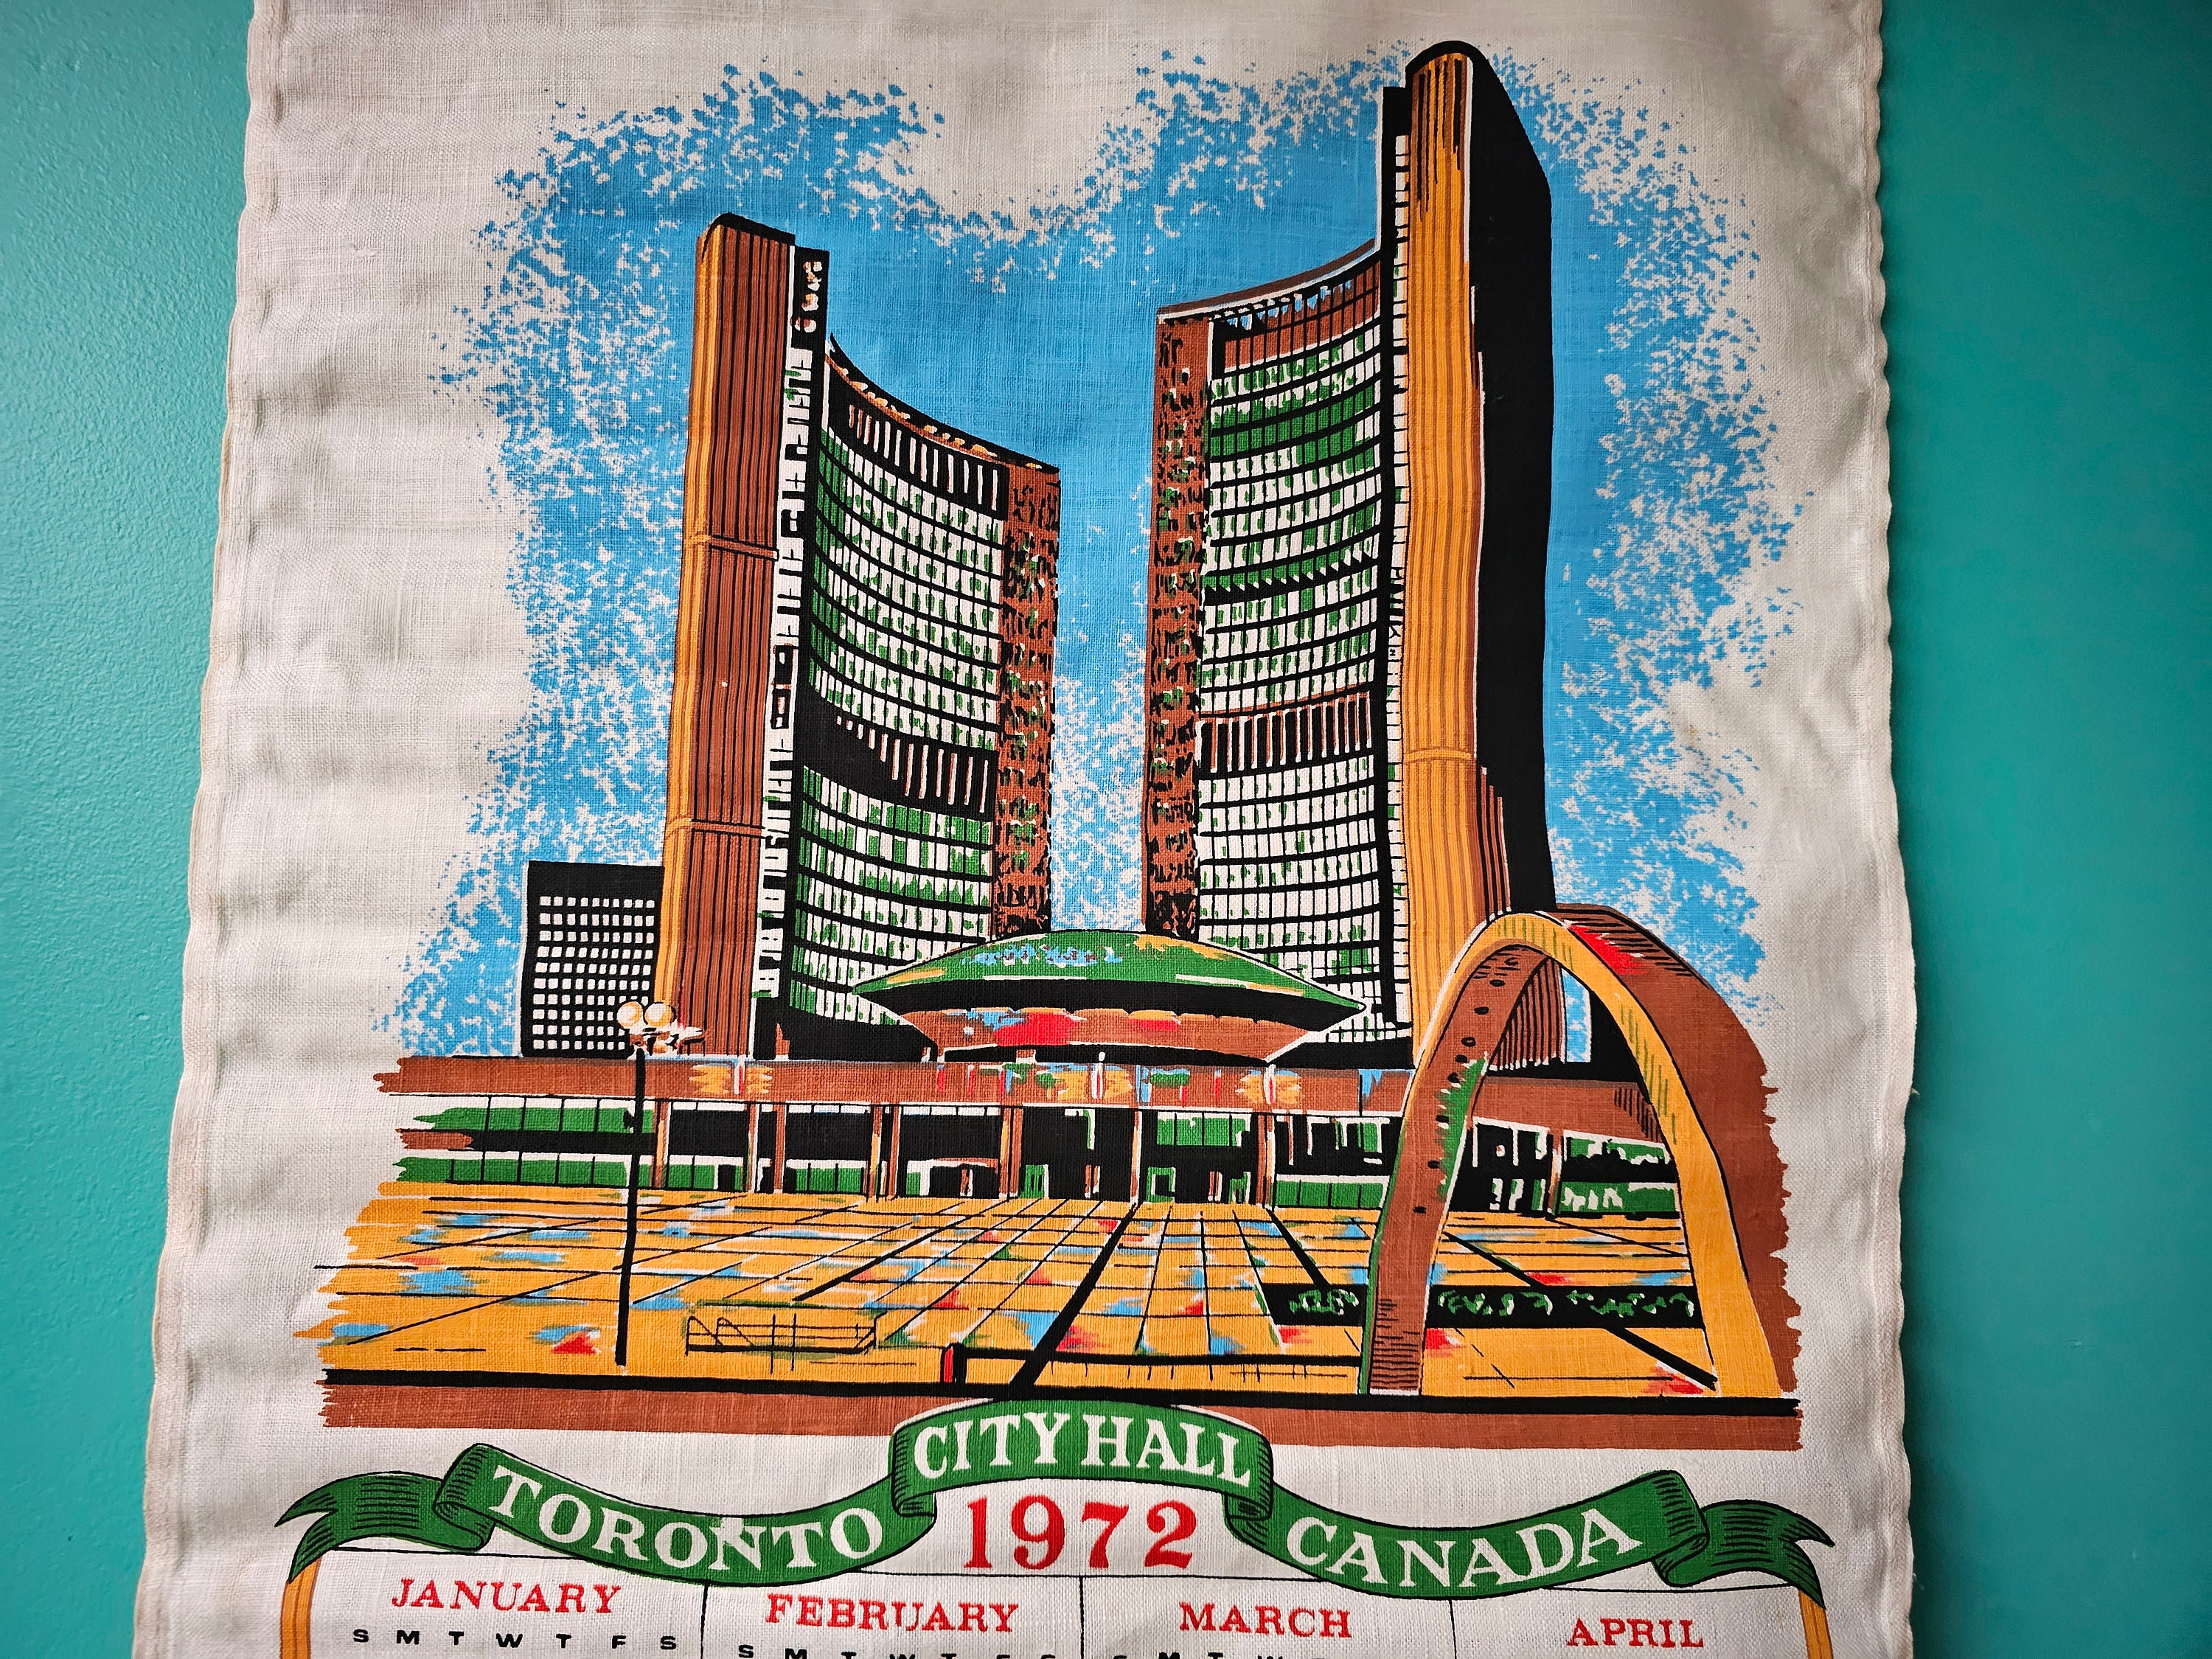 CITY HALL
TORONTO 1972 CANADA
JANUARY FEBRUARY MARCH APRIL
S M T W T F S